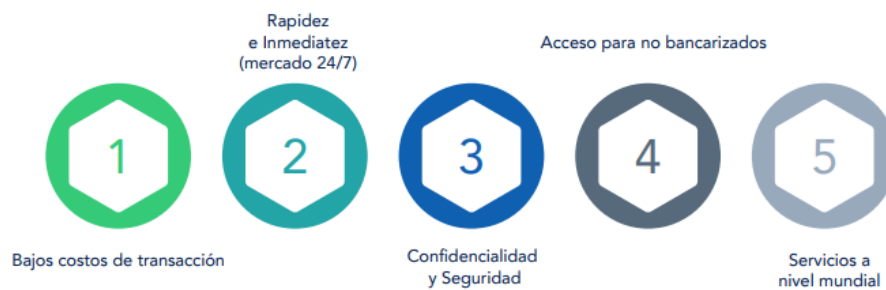 Rapidez
e Inmediatez
(mercado 24/7)
Acceso para no bancarizados
1
2
3
4
5
Bajos costos de transacción
Confidencialidad
y Seguridad
Servicios a
nivel mundial